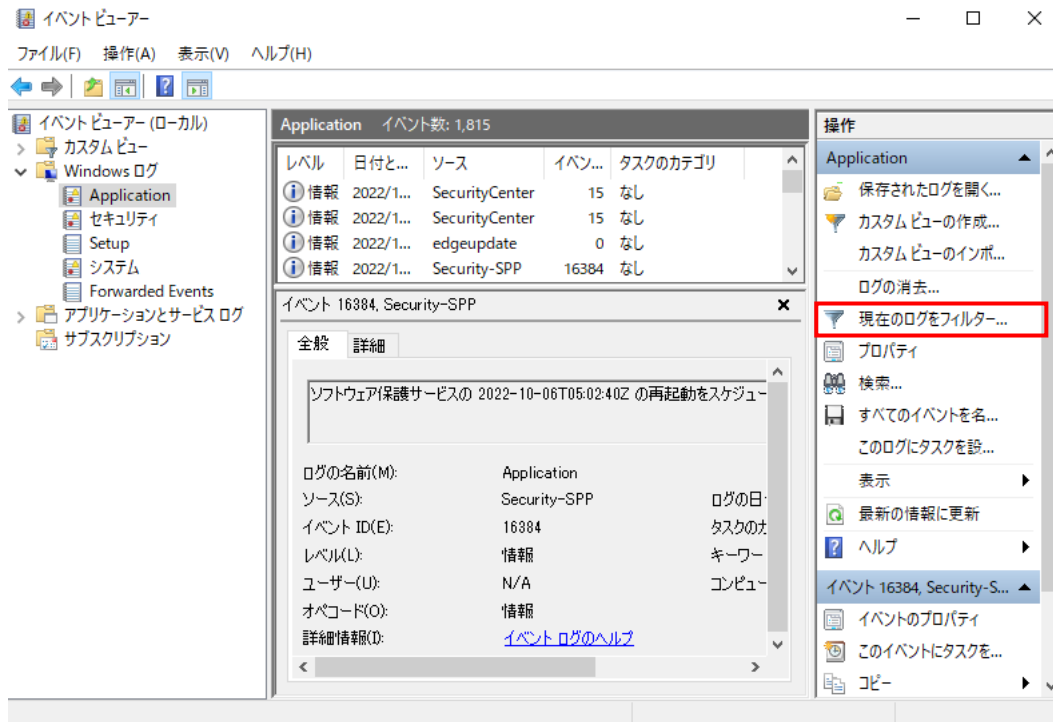 イベント ビューアー
ファイル(F) 操作(A) 表示(V) ヘルプ(H)
イベント ビューアー (ローカル)
カスタム ビュー
Windows ログ
Application
セキュリティ
Setup
システム
Forwarded Events
アプリケーションとサービス ログ
サブスクリプション
Application イベント数: 1,815
レベル 日付と... ソース イベン... タスクのカテゴリ
情報 2022/1... SecurityCenter 15 なし
情報 2022/1... SecurityCenter 15 なし
情報 2022/1... edgeupdate 0 なし
情報 2022/1... Security-SPP 16384 なし
イベント 16384, Security-SPP
全般 詳細
ソフトウェア保護サービスの 2022-10-06T05:02:40Z の再起動をスケジュー
ログの名前(M): Application
ソース(S): Security-SPP ログの日
イベント ID(E): 16384 タスクのカ
レベル(L): 情報 キーワー
ユーザー(U): N/A コンピュー
オペコード(O): 情報
詳細情報(I): イベント ログのヘルプ
操作
Application
保存されたログを開く...
カスタム ビューの作成...
カスタム ビューのインポ...
ログの消去...
現在のログをフィルター...
プロパティ
検索...
すべてのイベントを名...
このログにタスクを設...
表示
最新の情報に更新
ヘルプ
イベント 16384, Security-S...
イベントのプロパティ
このイベントにタスクを...
コピー